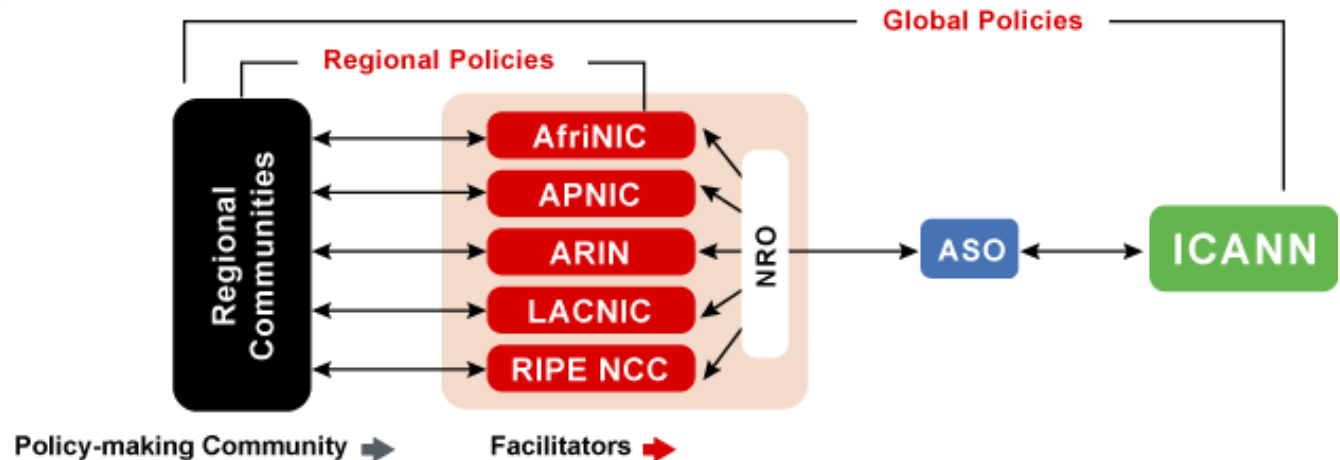 Global Policies
Regional Policies
Regional
Communities
AfriNIC
APNIC
ARIN
LACNIC
RIPE NCC
NRO
ASO
ICANN
Policy-making Community
Facilitators